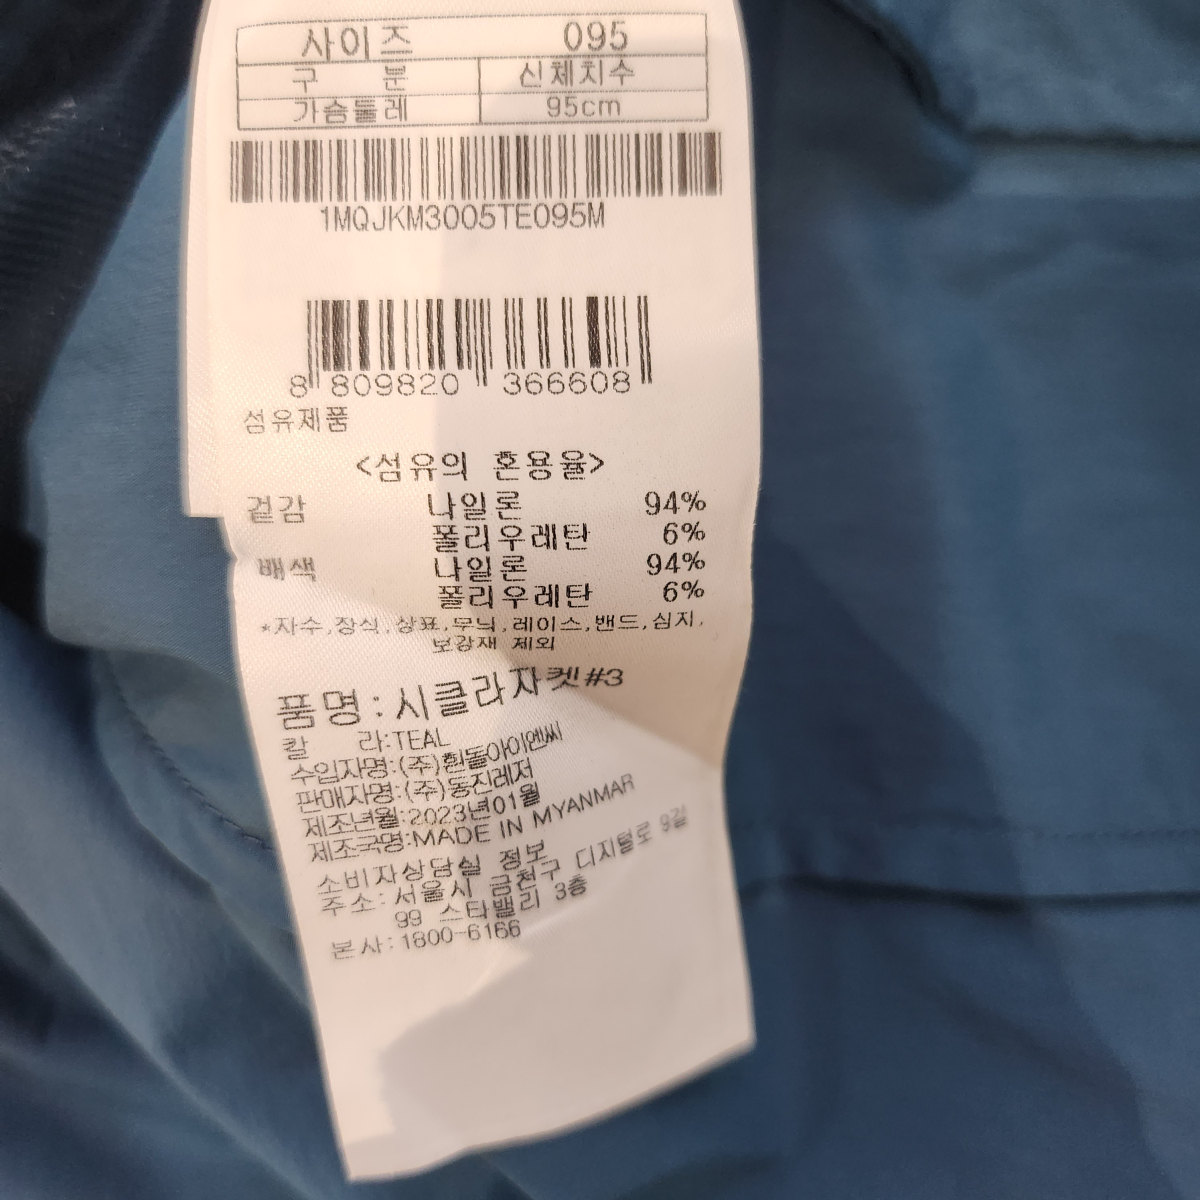 사이즈 095
구 분 신체치수
가슴둘레 95cm
1MQJKM3005TE095M
8 809820 366608
섬유제품
<섬유의 혼용율>
겉감 나일론 94%
폴리우레탄 6%
배색 나일론 94%
폴리우레탄 6%
*자수,장식,상표,무늬,레이스,밴드,심지,
보강재 제외
품명:시클라자켓#3
칼 라:TEAL
수입자명:(주)흰돌아이엔씨
판매자명:(주)동진레저
제조년월:2023년01월
제조국명:MADE IN MYANMAR
소비자상담실 정보
주소:서울시 금천구 디지털로 9길
99 스타밸리 3층
본사:1800-6166